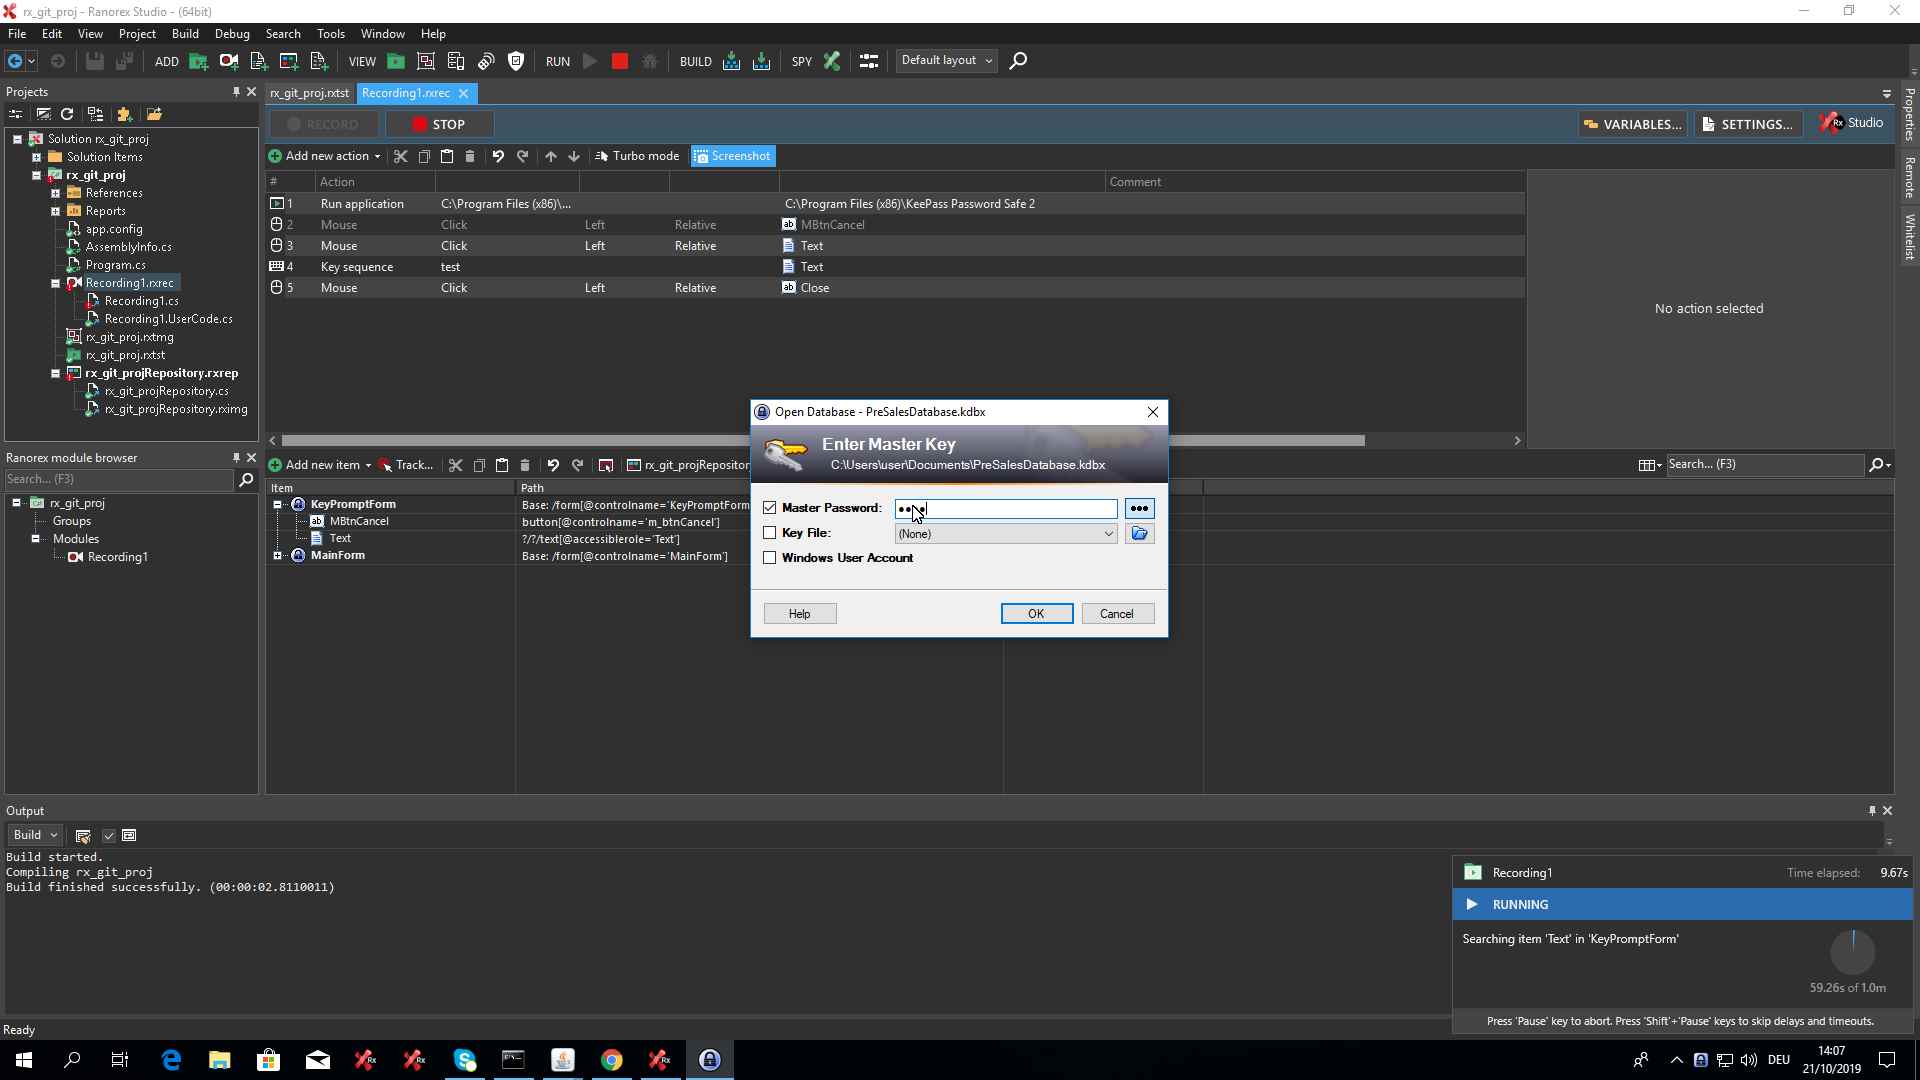 rx_git_proj - Ranorex Studio - (64bit)
File Edit View Project Build Debug Search Tools Window Help
ADD VIEW RUN BUILD SPY Default layout
Projects
rx_git_proj.rxtst Recording1.rxrec
RECORD STOP VARIABLES... SETTINGS... Rx Studio
Add new action Turbo mode Screenshot
# Action Comment
1 Run application C:\Program Files (x86)\... C:\Program Files (x86)\KeePass Password Safe 2
2 Mouse Click Left Relative MBtnCancel
3 Mouse Click Left Relative Text
4 Key sequence test Text
5 Mouse Click Left Relative Close
No action selected
Solution rx_git_proj
Solution Items
rx_git_proj
References
Reports
app.config
AssemblyInfo.cs
Program.cs
Recording1.rxrec
Recording1.cs
Recording1.UserCode.cs
rx_git_proj.rxtmg
rx_git_proj.rxtst
rx_git_projRepository.rxrep
rx_git_projRepository.cs
rx_git_projRepository.rximg
Properties
Remote
Whitelist
Ranorex module browser
Search... (F3)
rx_git_proj
Groups
Modules
Recording1
Add new item Track... rx_git_projRepositor Search... (F3)
Item Path
KeyPromptForm Base: /form[@controlname='KeyPromptForm
MBtnCancel button[@controlname='m_btnCancel']
Text ?/?/text[@accessiblerole='Text']
MainForm Base: /form[@controlname='MainForm']
Open Database - PreSalesDatabase.kdbx
Enter Master Key
C:\Users\user\Documents\PreSalesDatabase.kdbx
Master Password:
Key File: (None)
Windows User Account
Help OK Cancel
Output
Build
Build started.
Compiling rx_git_proj
Build finished successfully. (00:00:02.8110011)
Recording1 Time elapsed: 9.67s
RUNNING
Searching item 'Text' in 'KeyPromptForm'
59.26s of 1.0m
Press 'Pause' key to abort. Press 'Shift'+'Pause' keys to skip delays and timeouts.
Ready
DEU 14:07
21/10/2019